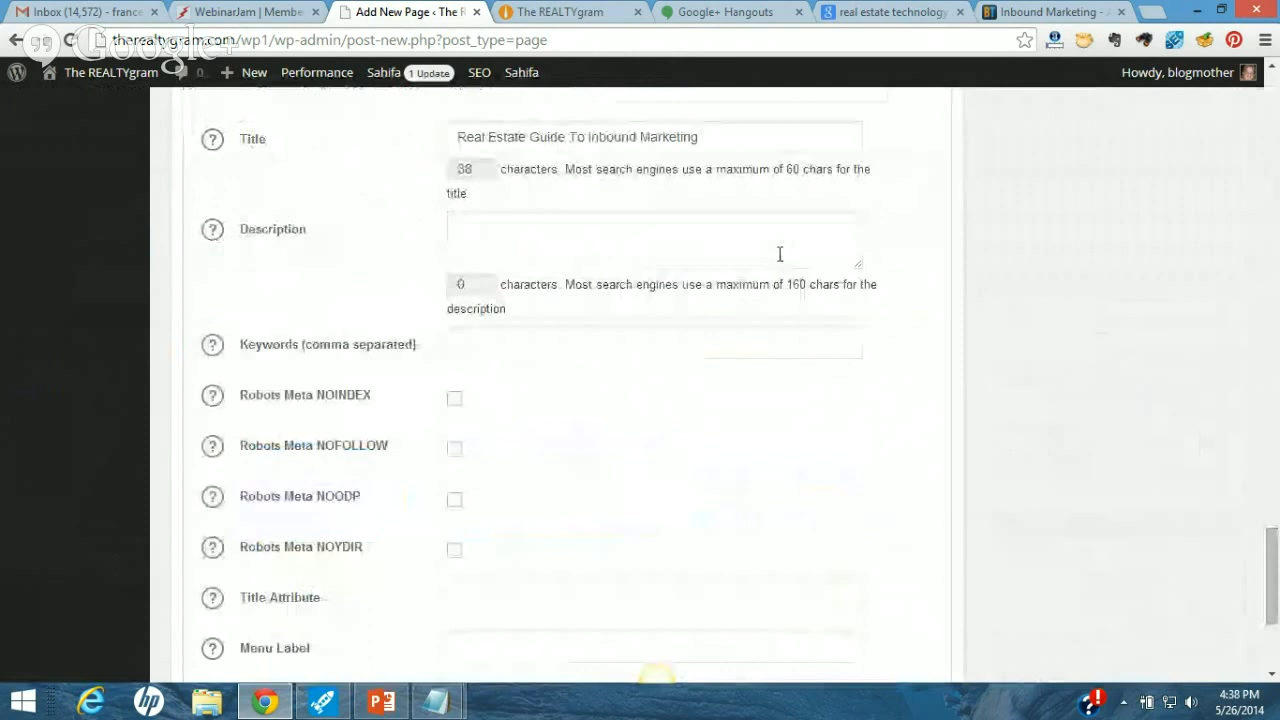 Inbox (14,572) - france
WebinarJam | Membe
Add New Page ‹ The R
The REALTYgram
Google+ Hangouts
real estate technology
Inbound Marketing - A
therealtygram.com/wp1/wp-admin/post-new.php?post_type=page
Google+
The REALTYgram 0 New Performance Sahifa 1 Update SEO Sahifa Howdy, blogmother
Title Real Estate Guide To Inbound Marketing
38 characters. Most search engines use a maximum of 60 chars for the
title.
Description
0 characters. Most search engines use a maximum of 160 chars for the
description
Keywords (comma separated)
Robots Meta NOINDEX
Robots Meta NOFOLLOW
Robots Meta NOODP
Robots Meta NOYDIR
Title Attribute
Menu Label
4:38 PM
5/26/2014